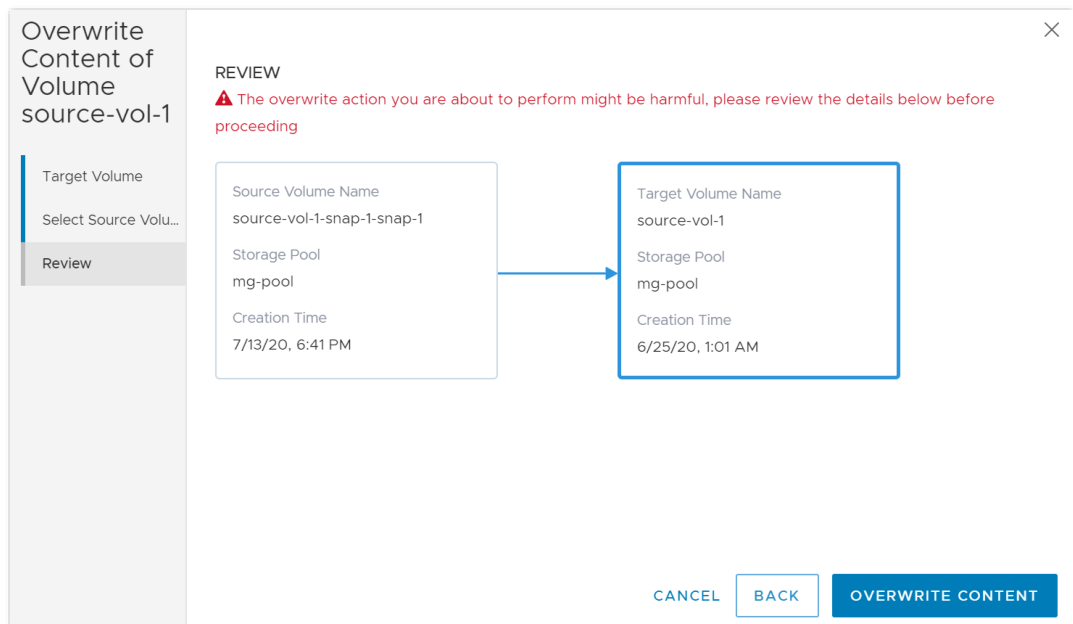 Overwrite
Content of
Volume
source-vol-1
Target Volume
Select Source Volu...
Review
REVIEW
The overwrite action you are about to perform might be harmful, please review the details below before
proceeding
Source Volume Name
source-vol-1-snap-1-snap-1
Storage Pool
mg-pool
Creation Time
7/13/20, 6:41 PM
Target Volume Name
source-vol-1
Storage Pool
mg-pool
Creation Time
6/25/20, 1:01 AM
CANCEL
BACK
OVERWRITE CONTENT